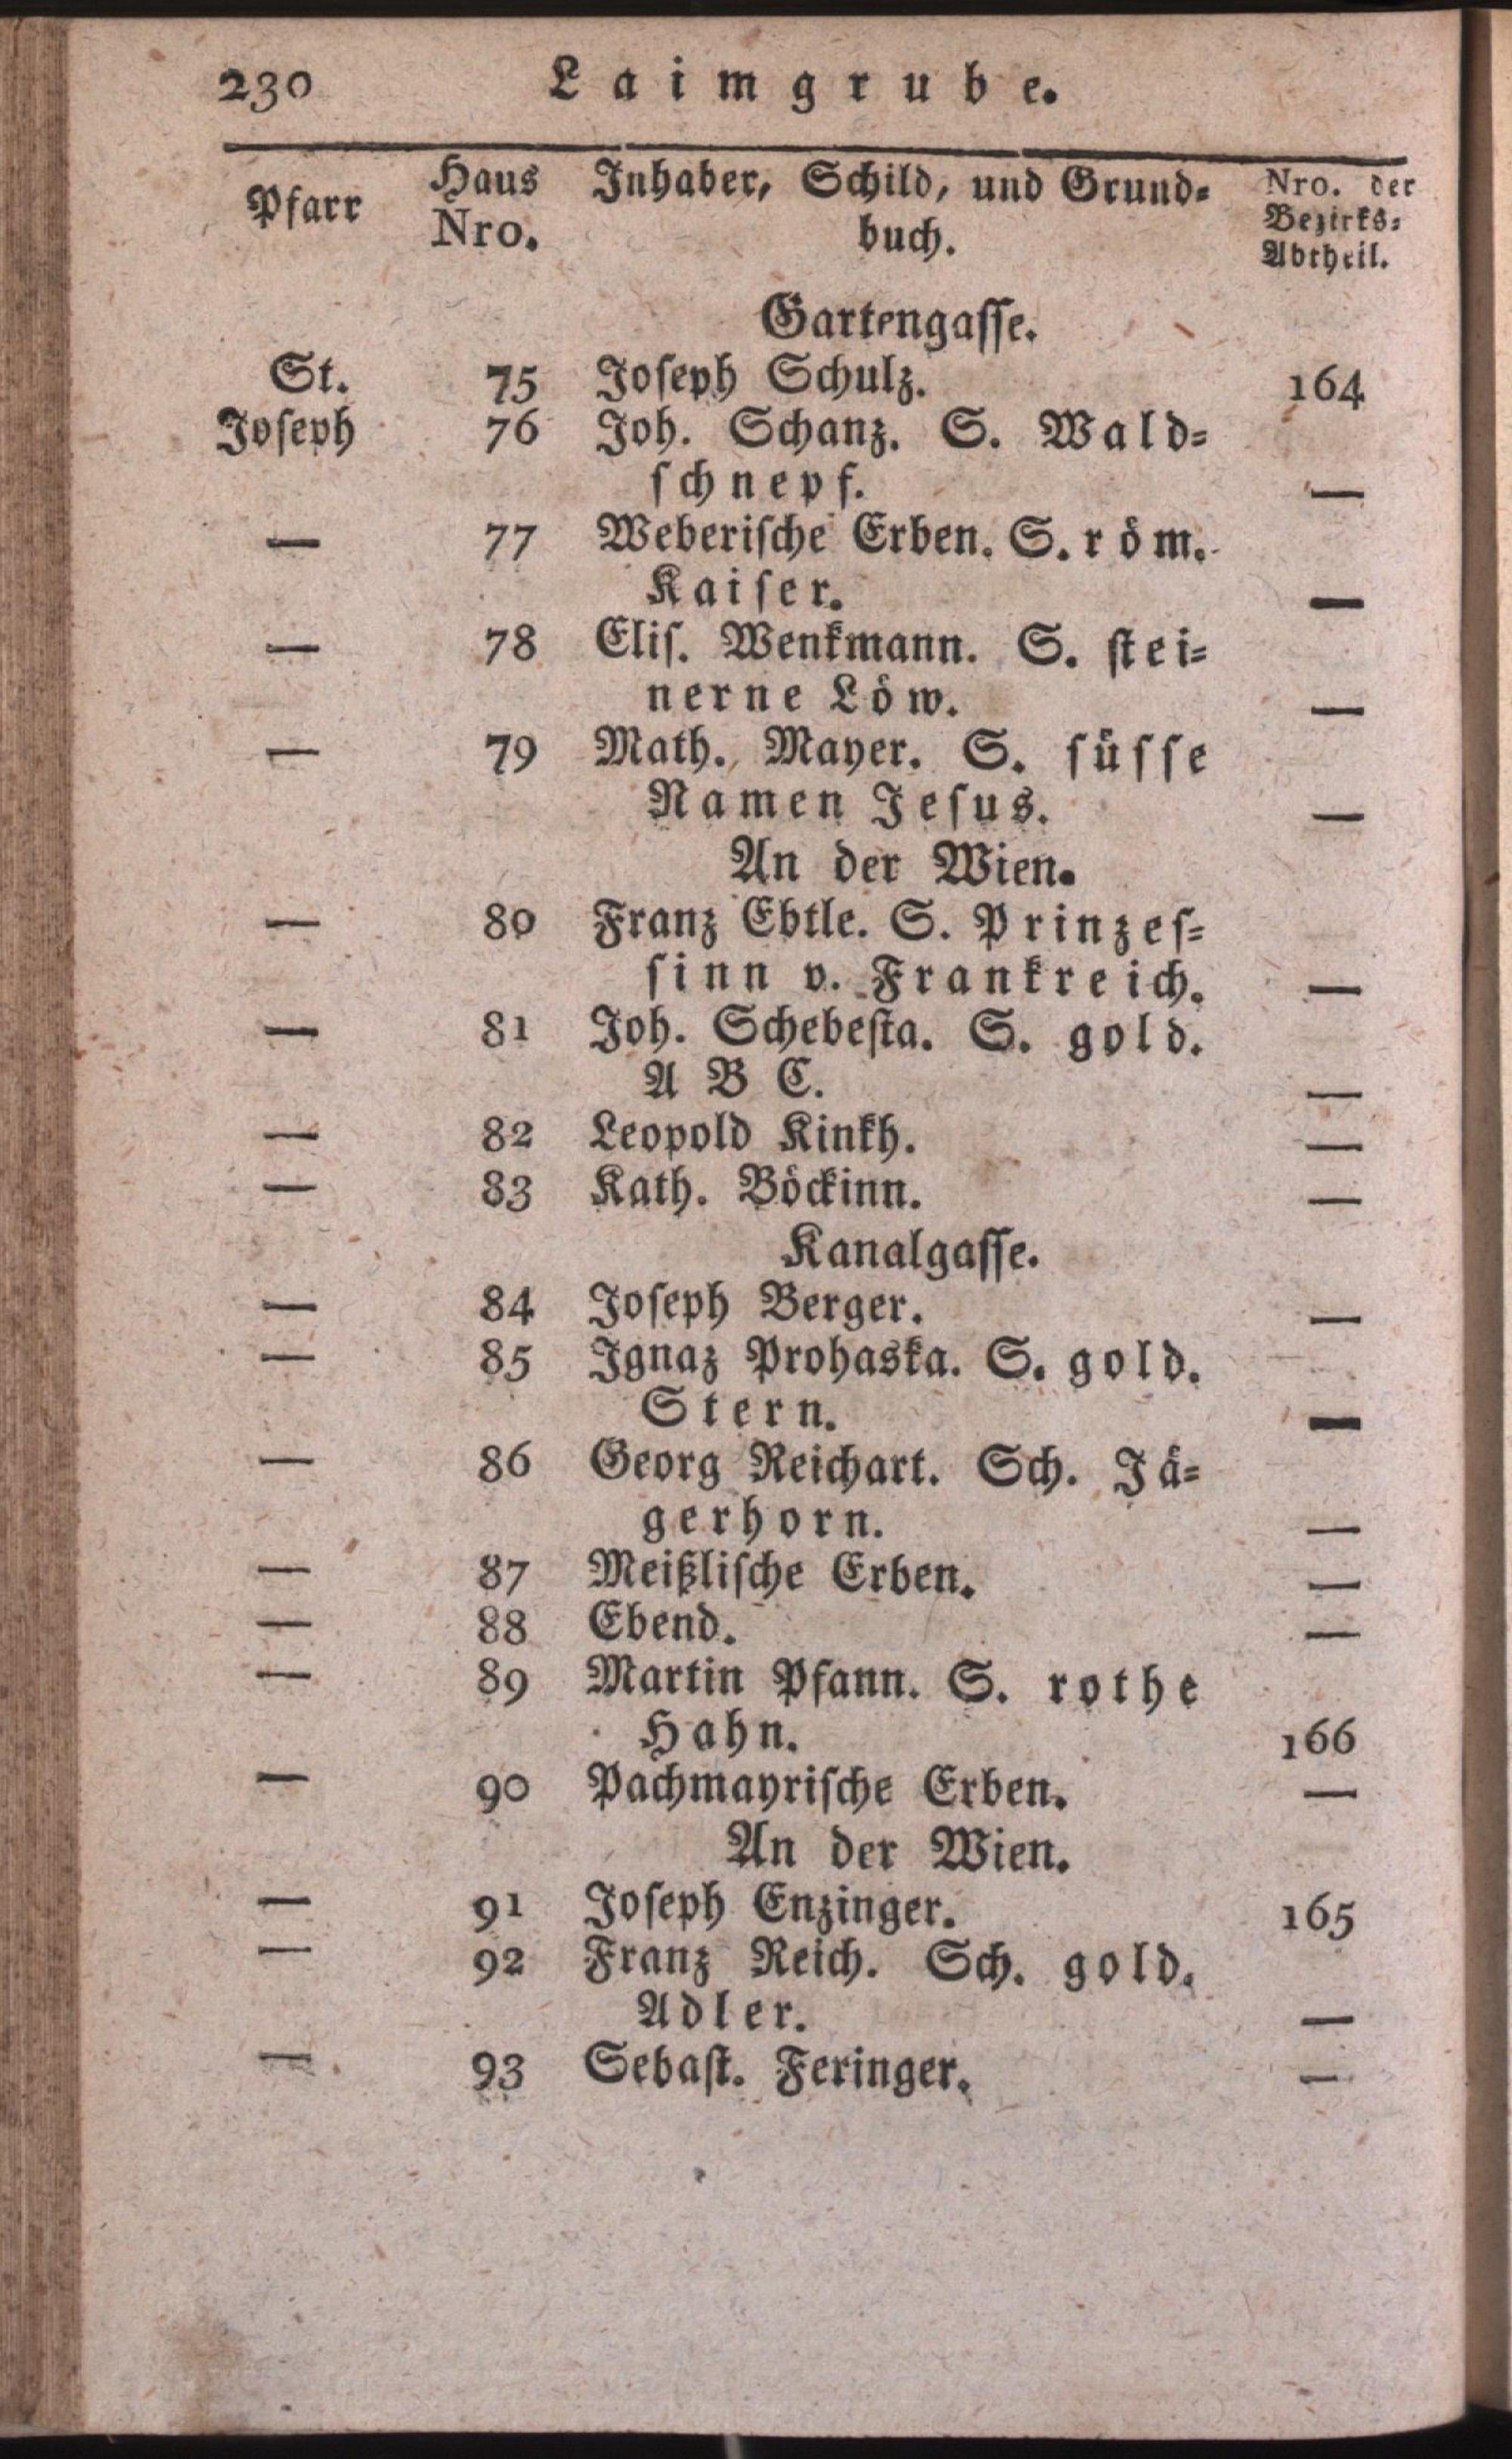 230 Laimgrube.
Pfarr Haus Nro. Inhaber, Schild, und Grund=
buch. Nro. der Bezirks=Abtheil.
Gartengasse.
St. 75 Joseph Schulz. 164
Joseph 76 Joh. Schanz. S. Wald=
schnepf. —
— 77 Weberische Erben. S. röm.
Kaiser. —
— 78 Elis. Wenkmann. S. stei=
nerne Löw. —
— 79 Math. Mayer. S. süsse
Namen Jesus. —
An der Wien.
— 80 Franz Ebtle. S. Prinzes=
sinn v. Frankreich. —
— 81 Joh. Schebesta. S. gold.
A B C. —
— 82 Leopold Kinkh. —
— 83 Kath. Böckinn. —
Kanalgasse.
— 84 Joseph Berger. —
— 85 Ignaz Prohaska. S. gold.
Stern. —
— 86 Georg Reichart. Sch. Jä=
gerhorn. —
— 87 Meißlische Erben. —
— 88 Ebend. —
— 89 Martin Pfann. S. rothe
Hahn. 166
— 90 Pachmayrische Erben. —
An der Wien.
— 91 Joseph Enzinger. 165
— 92 Franz Reich. Sch. gold.
Adler. —
— 93 Sebast. Feringer. —